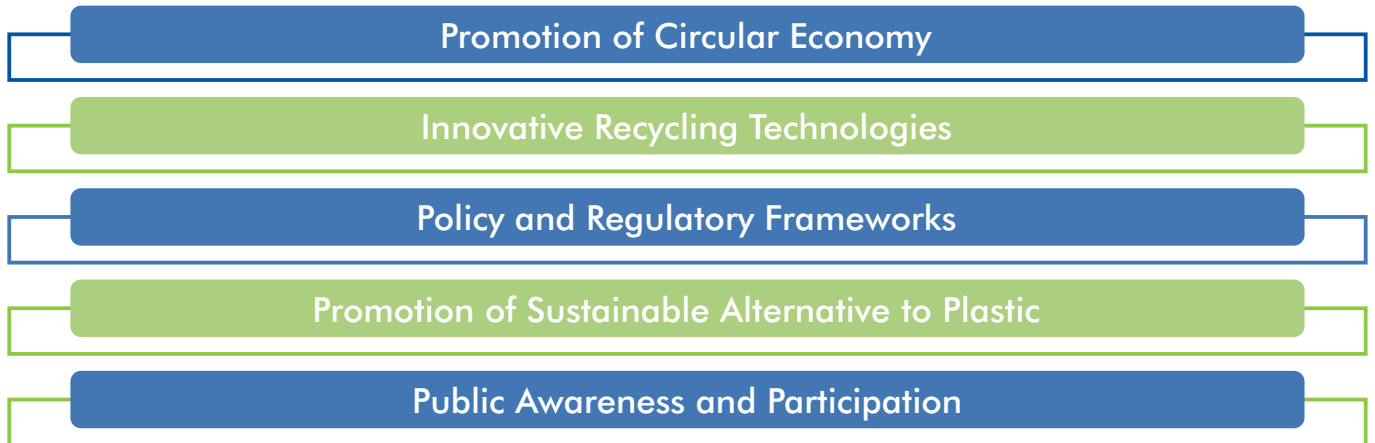 Promotion of Circular Economy
Innovative Recycling Technologies
Policy and Regulatory Frameworks
Promotion of Sustainable Alternative to Plastic
Public Awareness and Participation